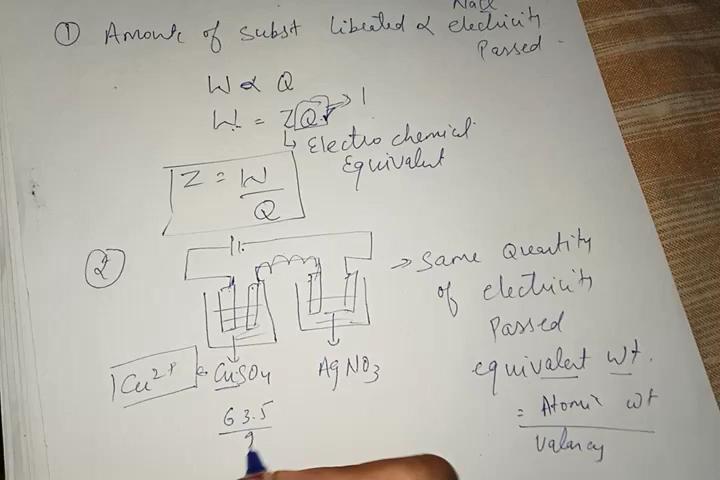 NaCl
① Amount of Subst liberated ∝ electricity
Passed.
W ∝ Q
W = ZQ → 1
↳ Electro chemical
Equivalent
Z = W
Q
② → Same Quantity
of electricity
Passed
equivalent wt.
= Atomic wt
Valancy
Cu2+ ← CuSO4 AgNO3
63.5